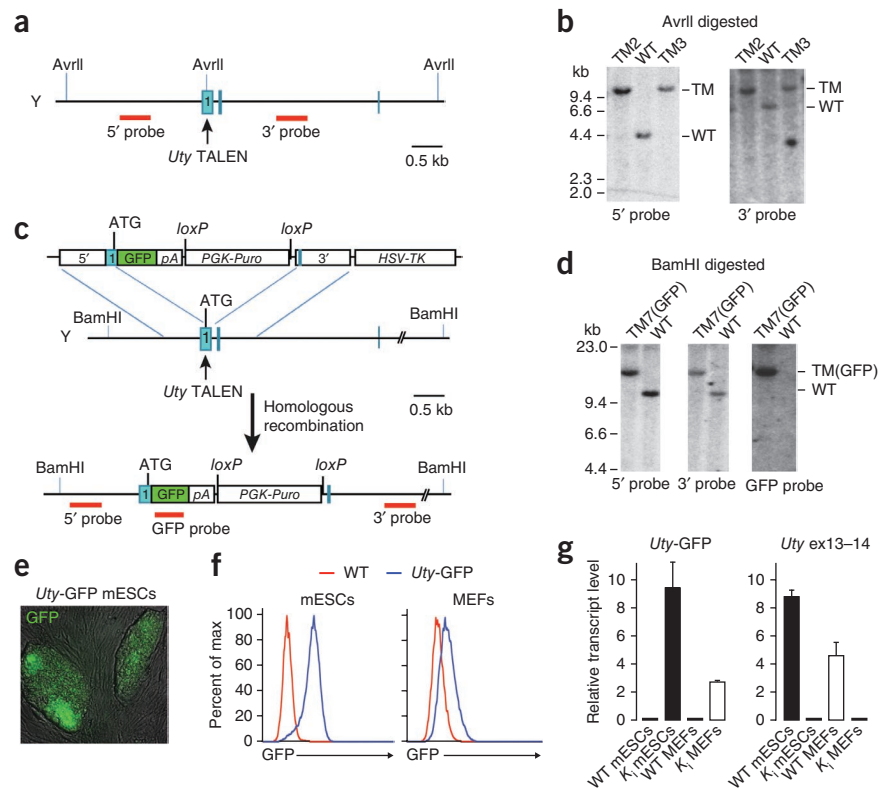 a
AvrII AvrII AvrII
Y
1
5′ probe 3′ probe
Uty TALEN
0.5 kb
b
AvrII digested
TM2 WT TM3 TM2 WT TM3
kb
9.4
6.6
4.4
2.3
2.0
TM
WT
TM
WT
5′ probe 3′ probe
c
ATG loxP loxP
5′ 1 GFP pA PGK-Puro 3′ HSV-TK
ATG
BamHI BamHI
Y
1
Uty TALEN
0.5 kb
Homologous
recombination
BamHI ATG loxP loxP BamHI
1 GFP pA PGK-Puro
5′ probe GFP probe 3′ probe
d
BamHI digested
TM7(GFP) WT TM7(GFP) WT TM7(GFP) WT
kb
23.0
9.4
6.6
4.4
TM(GFP)
WT
5′ probe 3′ probe GFP probe
e
Uty-GFP mESCs
GFP
f
WT Uty-GFP
mESCs MEFs
Percent of max
100
80
60
40
20
0
GFP GFP
g
Uty-GFP Uty ex13–14
Relative transcript level
10
8
6
4
2
0
10
8
6
4
2
0
WT mESCs
Ki mESCs
WT MEFs
Ki MEFs
WT mESCs
Ki mESCs
WT MEFs
Ki MEFs